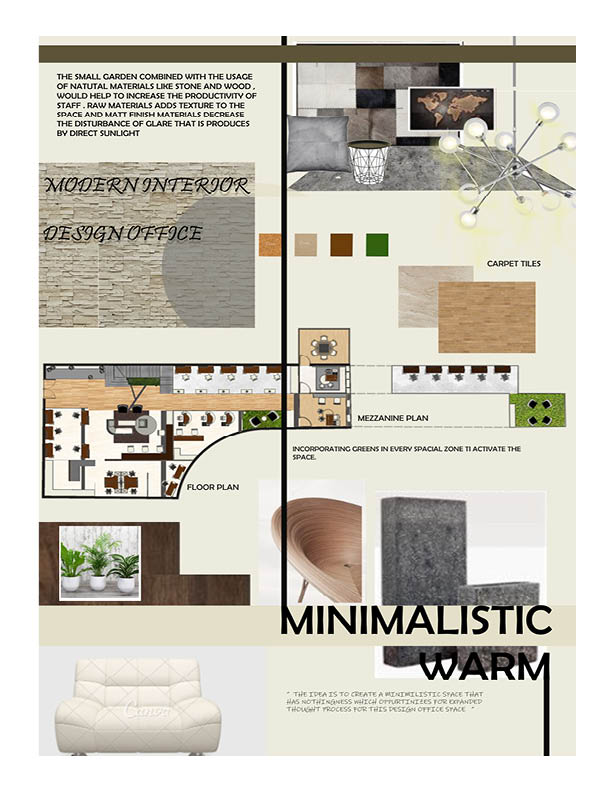 THE SMALL GARDEN COMBINED WITH THE USAGE
OF NATUTAL MATERIALS LIKE STONE AND WOOD ,
WOULD HELP TO INCREASE THE PRODUCTIVITY OF
STAFF . RAW MATERIALS ADDS TEXTURE TO THE
SPACE AND MATT FINISH MATERIALS DECREASE
THE DISTURBANCE OF GLARE THAT IS PRODUCES
BY DIRECT SUNLIGHT
MODERN INTERIOR
DESIGN OFFICE
CARPET TILES
MEZZANINE PLAN
INCORPORATING GREENS IN EVERY SPACIAL ZONE TI ACTIVATE THE
SPACE.
FLOOR PLAN
MINIMALISTIC
WARM
" THE IDEA IS TO CREATE A MINIMILISTIC SPACE THAT
HAS NOTHINGNESS WHICH OPPURTINIZES FOR EXPANDED
THOUGHT PROCESS FOR THIS DESIGN OFFICE SPACE "
Canva